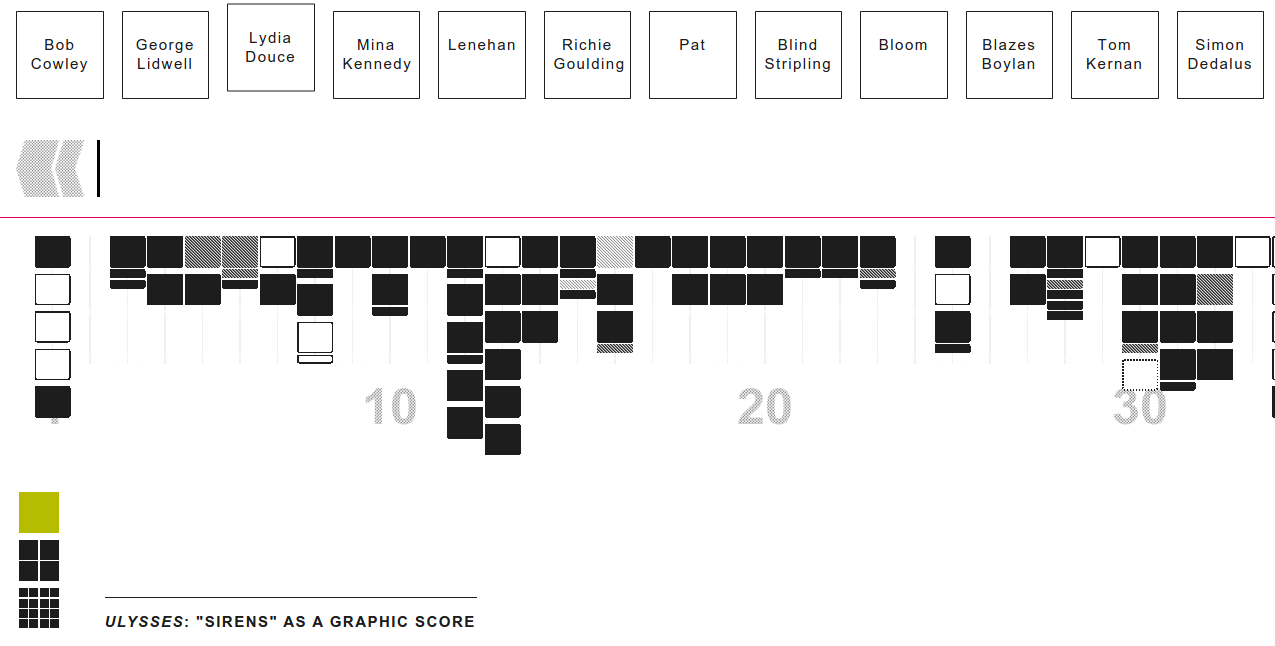 Bob
Cowley
George
Lidwell
Lydia
Douce
Mina
Kennedy
Lenehan
Richie
Goulding
Pat
Blind
Stripling
Bloom
Blazes
Boylan
Tom
Kernan
Simon
Dedalus
10
20
30
ULYSSES: "SIRENS" AS A GRAPHIC SCORE